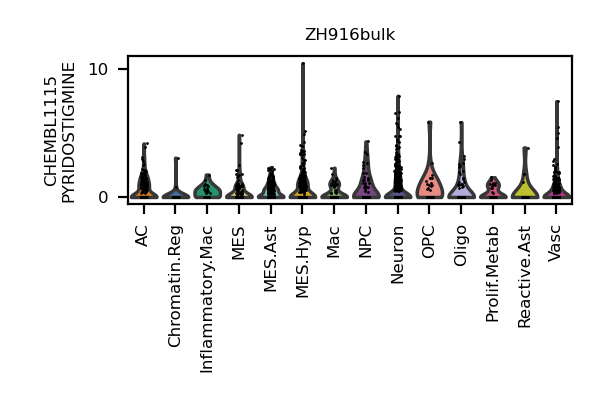 ZH916bulk
CHEMBL1115
PYRIDOSTIGMINE
10
0
AC
Chromatin.Reg
Inflammatory.Mac
MES
MES.Ast
MES.Hyp
Mac
NPC
Neuron
OPC
Oligo
Prolif.Metab
Reactive.Ast
Vasc